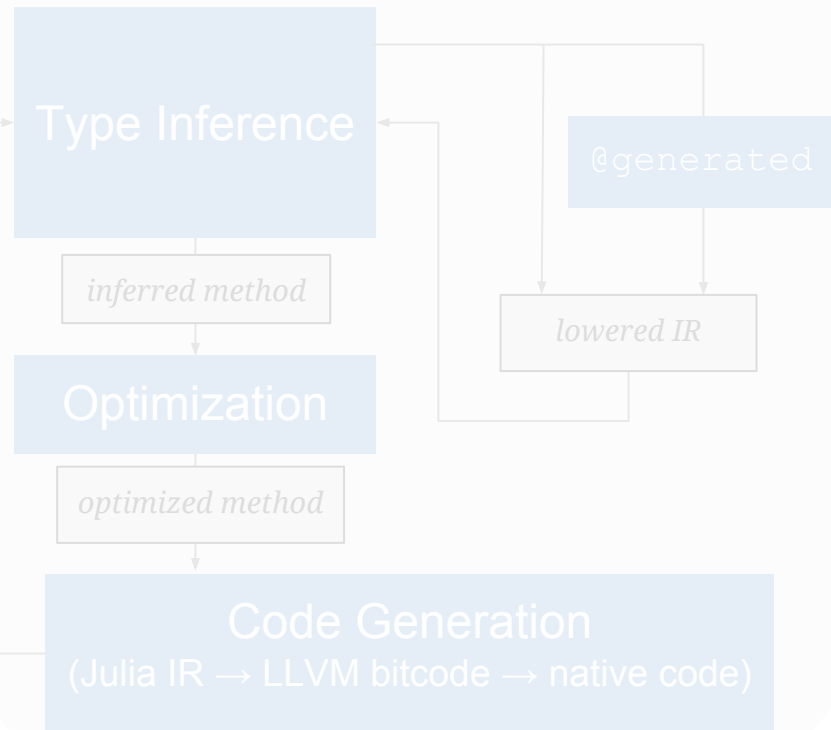 Type Inference
@generated
inferred method
lowered IR
Optimization
optimized method
Code Generation
(Julia IR → LLVM bitcode → native code)